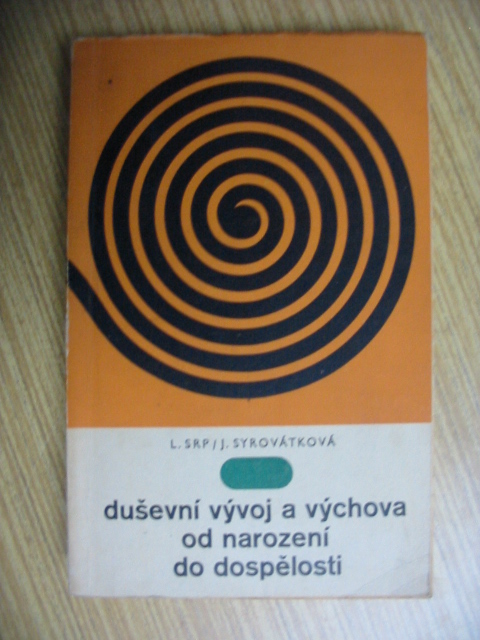 L. SRP/J. SYROVÁTKOVÁ
duševní vývoj a výchova
od narození
do dospělosti